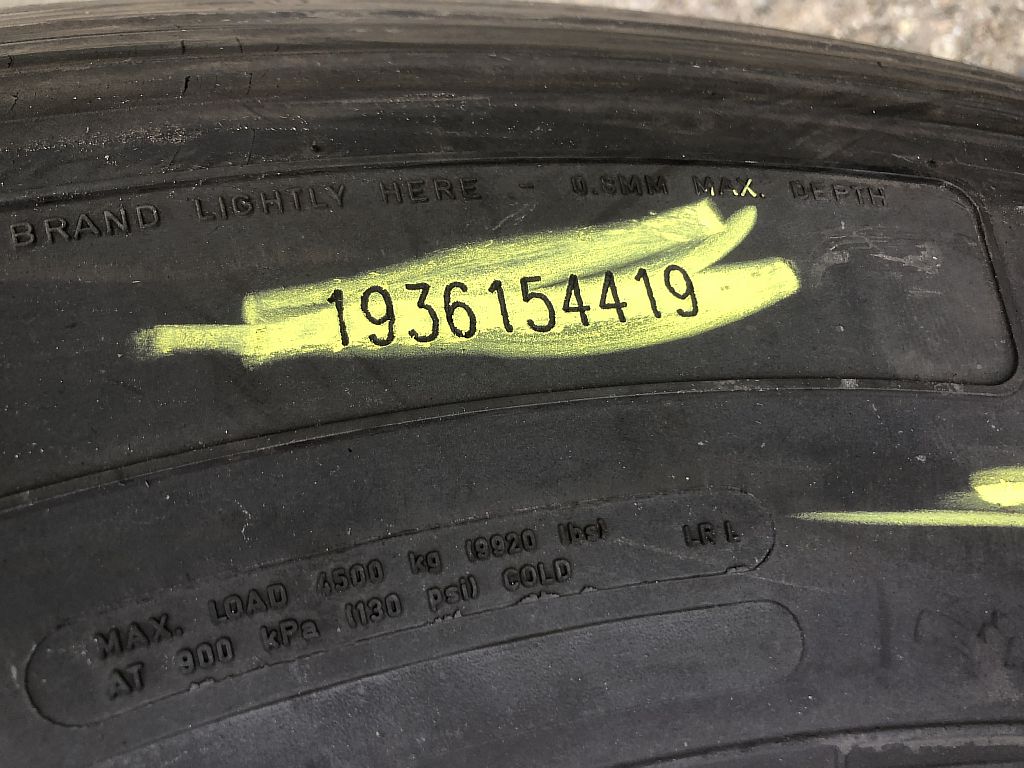 BRAND LIGHTLY HERE - 0.8MM MAX. DEPTH
1936154419
MAX. LOAD 4500 kg (9920 lbs) LR L
AT 900 kPa (130 psi) COLD